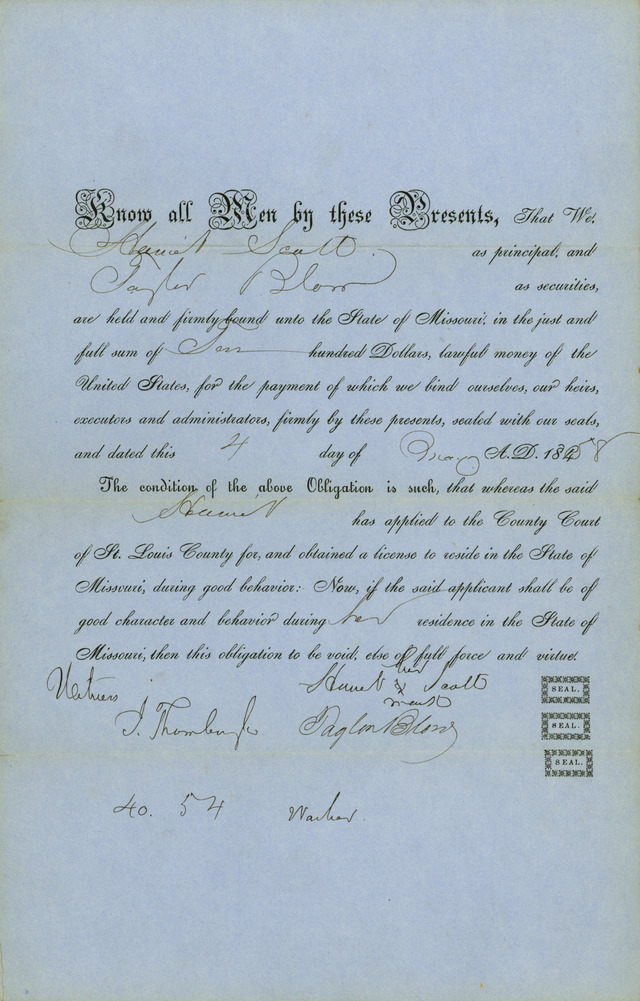 Know all Men by these Presents, That We,
Harriet Scott as principal, and
Taylor Blow as securities,
are held and firmly bound unto the State of Missouri, in the just and
full sum of Ten hundred Dollars, lawful money of the
United States, for the payment of which we bind ourselves, our heirs,
executors and administrators, firmly by these presents, sealed with our seals,
and dated this 4 day of May A.D. 1858
The condition of the above Obligation is such, that whereas the said
Harriet has applied to the County Court
of St. Louis County for, and obtained a license to reside in the State of
Missouri, during good behavior: Now, if the said applicant shall be of
good character and behavior during her residence in the State of
Missouri, then this obligation to be void, else of full force and virtue.
Witness
her
Harriet X Scott SEAL.
mark
Taylor Blow SEAL.
SEAL.
40. 54 Washer